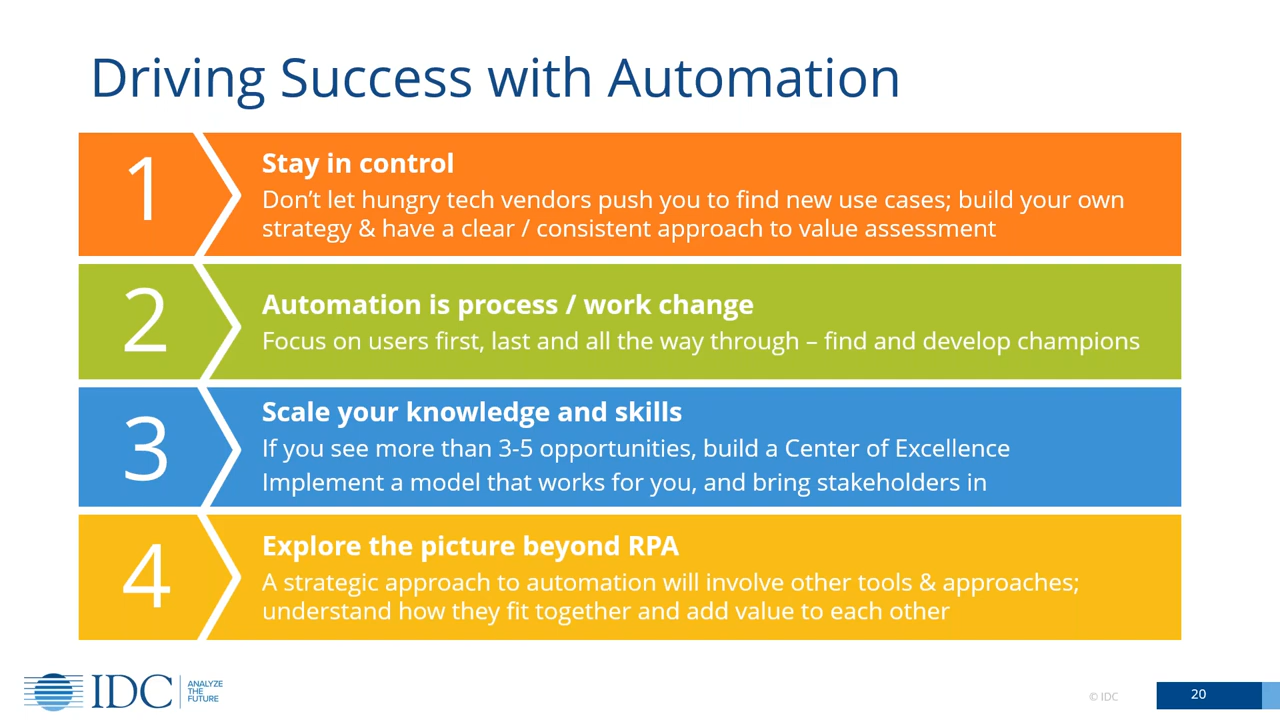 Driving Success with Automation
1
Stay in control
Don’t let hungry tech vendors push you to find new use cases; build your own
strategy & have a clear / consistent approach to value assessment
2
Automation is process / work change
Focus on users first, last and all the way through – find and develop champions
3
Scale your knowledge and skills
If you see more than 3-5 opportunities, build a Center of Excellence
Implement a model that works for you, and bring stakeholders in
4
Explore the picture beyond RPA
A strategic approach to automation will involve other tools & approaches;
understand how they fit together and add value to each other
IDC
ANALYZE
THE
FUTURE
© IDC
20